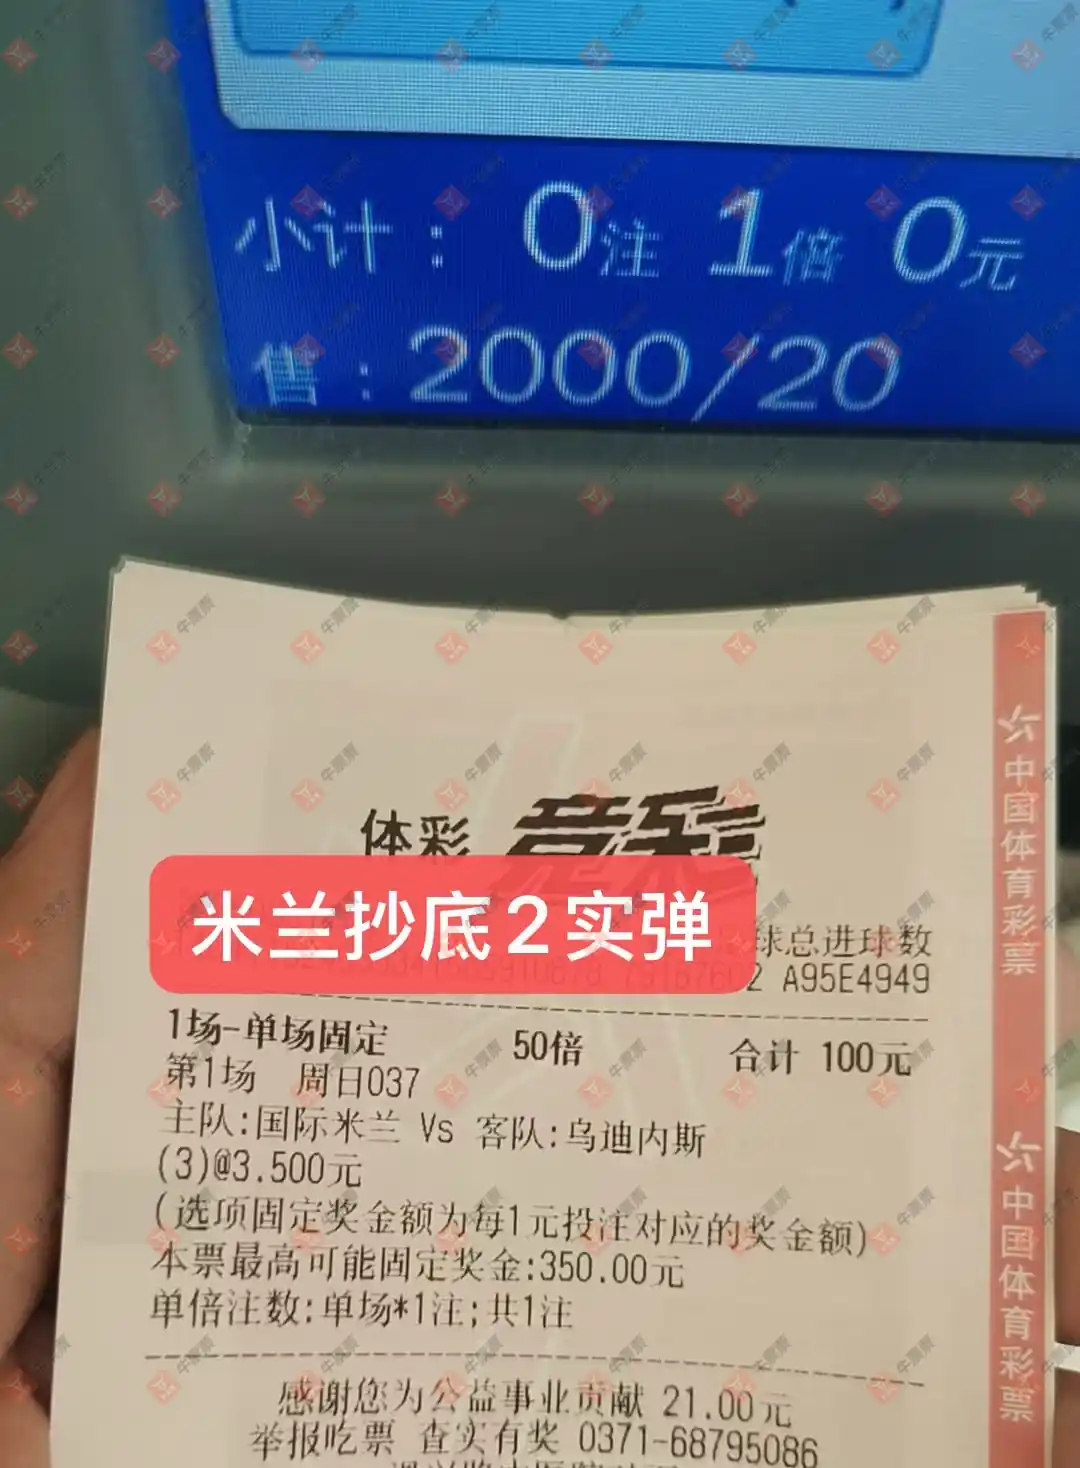 小计：0注 1倍 0元
售：2000/20
体彩 竞彩
米兰抄底2实弹
球总进球数
2 A95E4949
1场-单场固定 50倍 合计 100元
第1场 周日037
主队:国际米兰 Vs 客队:乌迪内斯
(3)@3.500元
(选项固定奖金额为每1元投注对应的奖金额)
本票最高可能固定奖金:350.00元
单倍注数:单场*1注;共1注
感谢您为公益事业贡献 21.00元
举报吃票 查实有奖 0371-68795086
中国体育彩票
中国体育彩票
牛票票